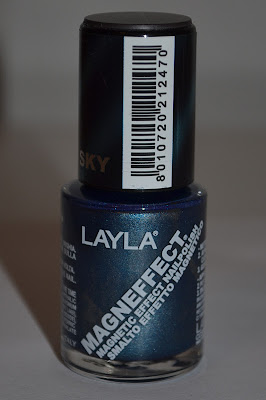 SKY
8010720212470
LAYLA®
MAGNEFFECT
MAGNETIC EFFECT NAIL POLISH
SMALTO EFFETTO MAGNETICO